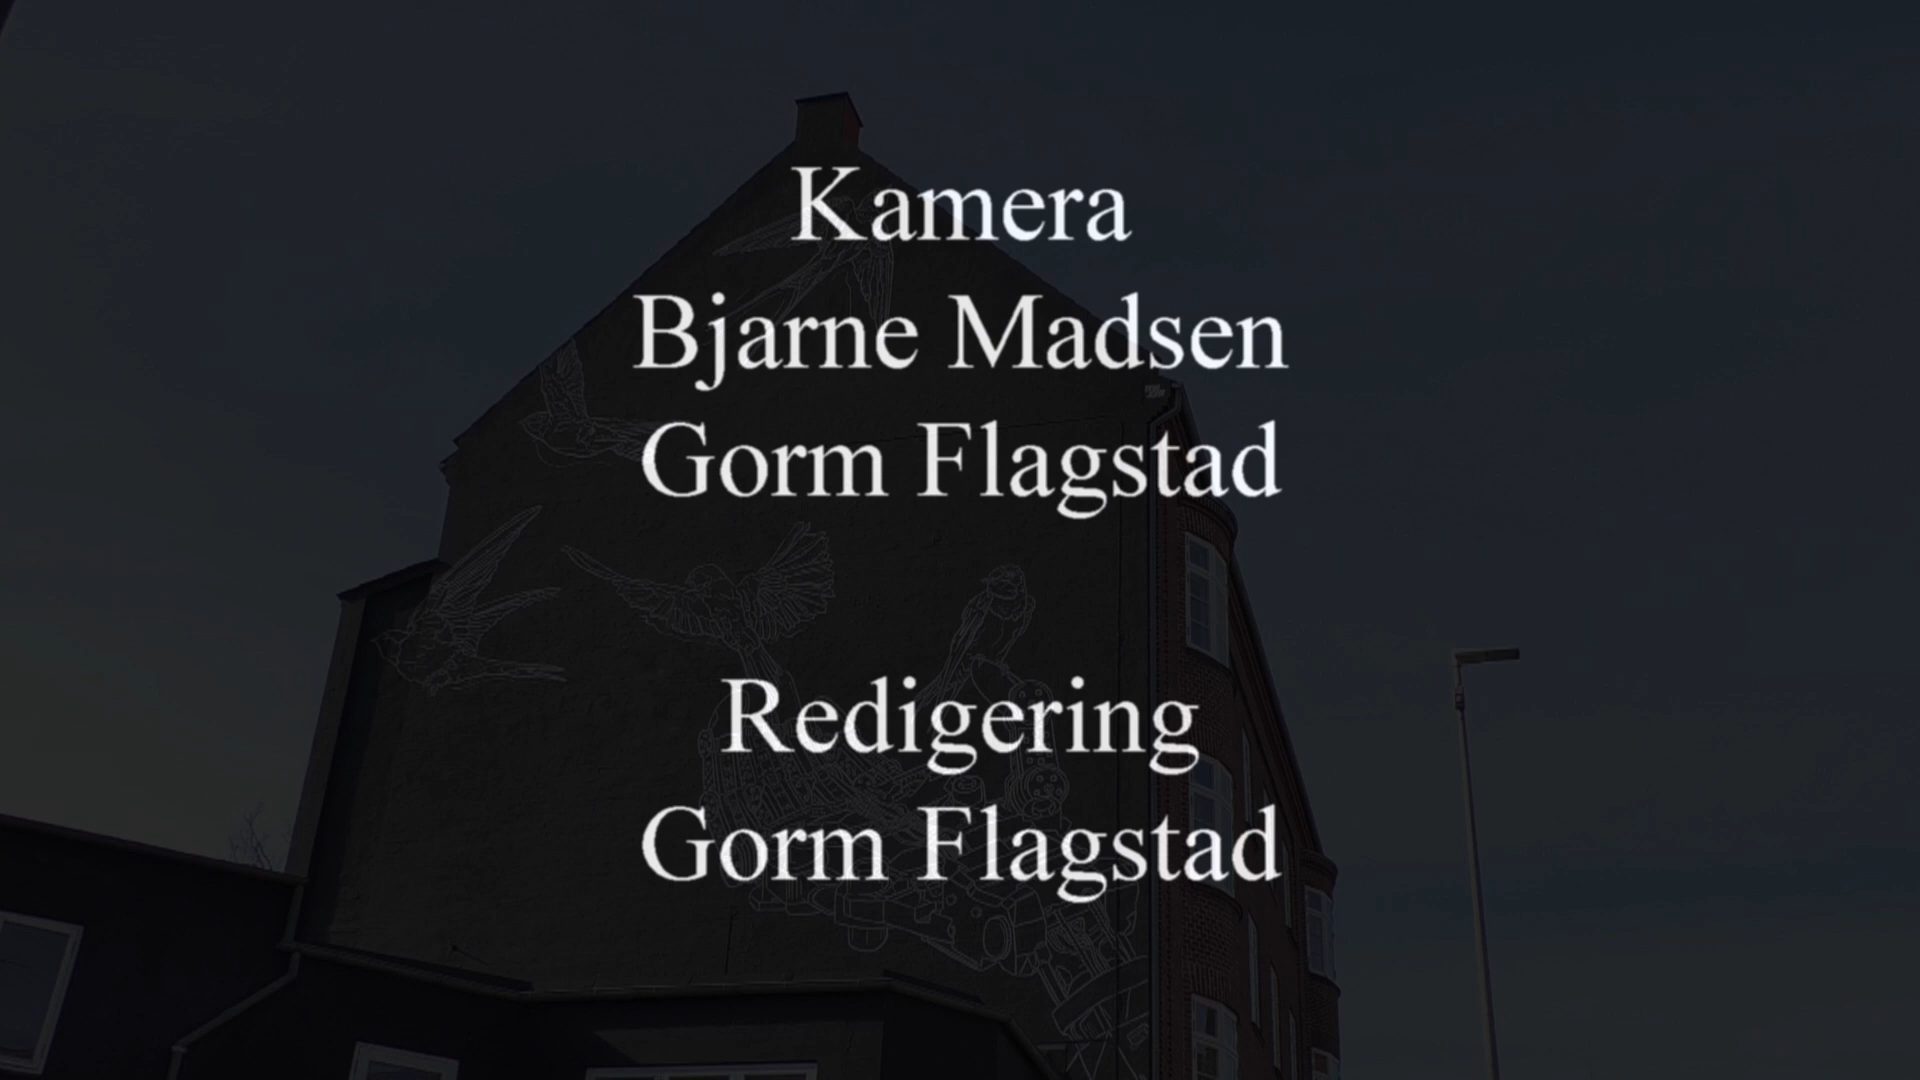 Kamera
Bjarne Madsen
Gorm Flagstad
Redigering
Gorm Flagstad